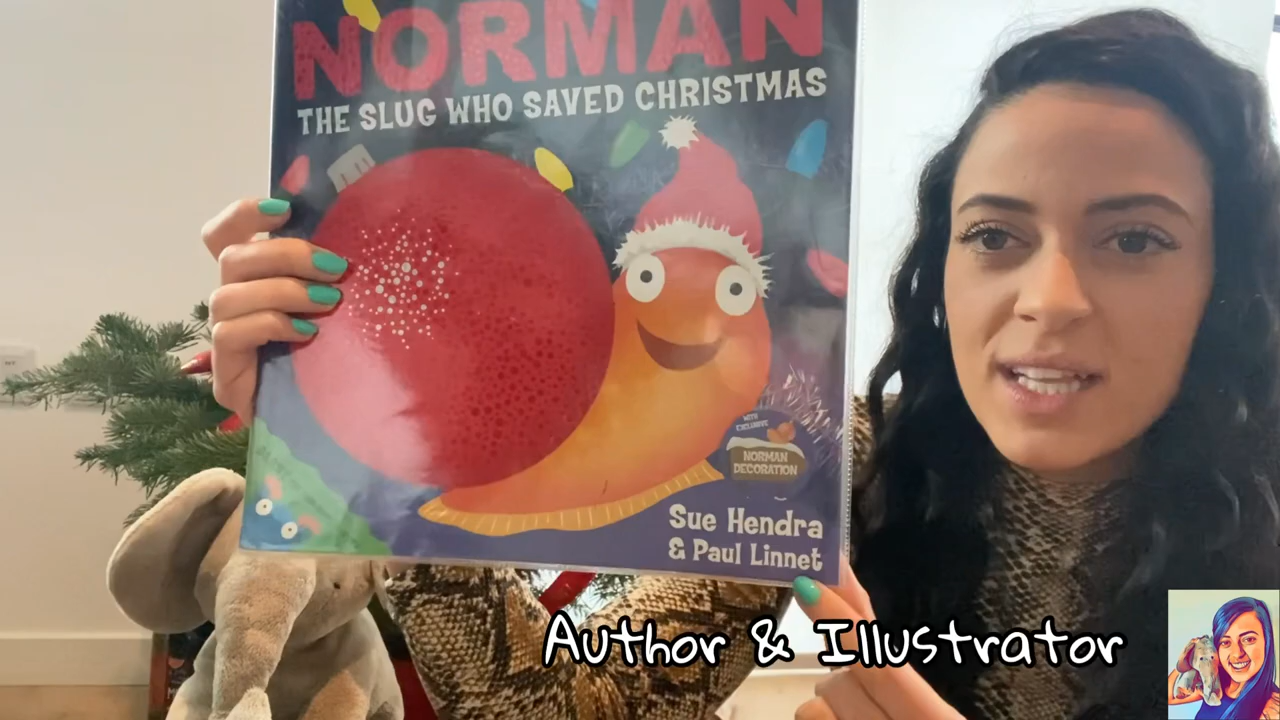 NORMAN
THE SLUG WHO SAVED CHRISTMAS
WITH
EXCLUSIVE
NORMAN
DECORATION
Sue Hendra
& Paul Linnet
Author & Illustrator